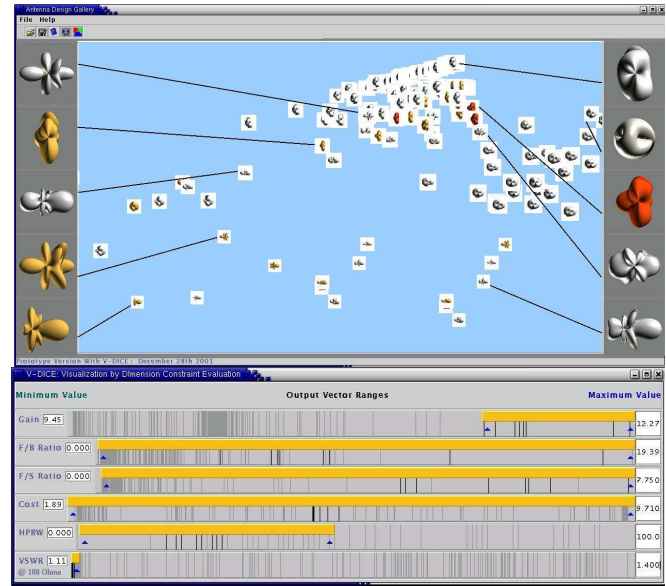 Antenna Design Gallery
File Help
Prototype Version With V-DICE : December 28th 2001
V-DICE: Visualization by DImension Constraint Evaluation
Minimum Value Output Vector Ranges Maximum Value
Gain 9.45 12.27
F/B Ratio 0.000 19.39
F/S Ratio 0.000 7.750
Cost 1.89 9.710
HPBW 0.000 100.0
VSWR 1.11 1.400
@ 100 Ohms